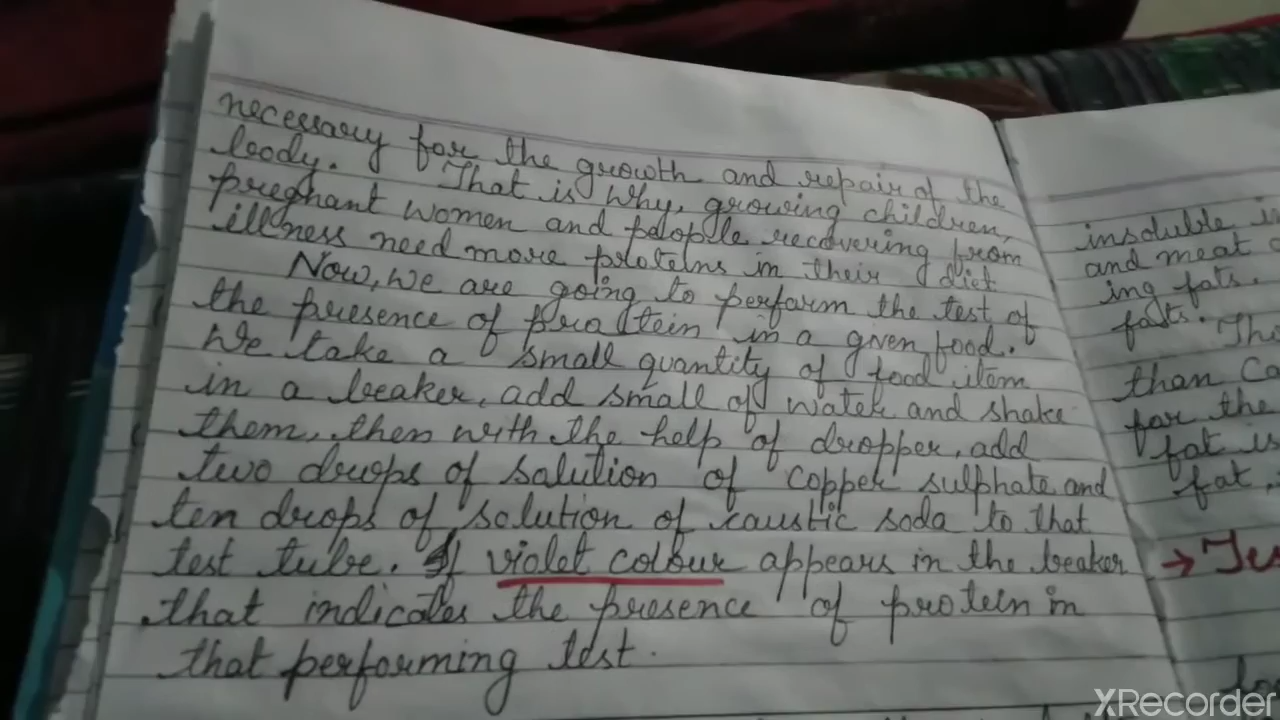 necessary for the growth and repair of the
body. That is why, growing children,
pregnant women and people recovering from
illness need more proteins in their diet
Now, we are going to perform the test of
the presence of protein in a given food.
We take a small quantity of food item
in a beaker, add small of water and shake
them, then with the help of dropper, add
two drops of solution of copper sulphate and
ten drops of solution of caustic soda to that
test tube. If violet colour appears in the beaker
that indicates the presence of protein in
that performing test.
insoluble
and meat
ing fats.
fats.
than
for the
fat is
fat
XRecorder